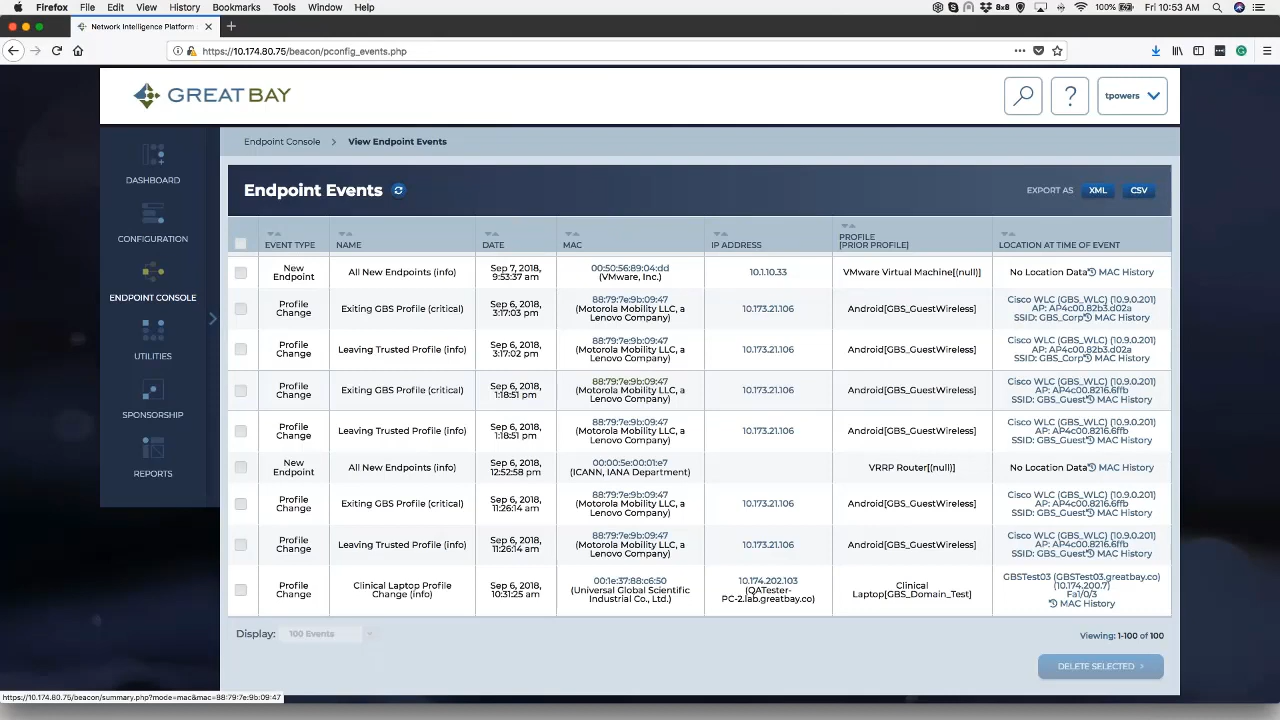 Firefox File Edit View History Bookmarks Tools Window Help 8x8 100% Fri 10:53 AM
Network Intelligence Platform
https://10.174.80.75/beacon/pconfig_events.php
GREAT BAY
? tpowers
Endpoint Console > View Endpoint Events
DASHBOARD
CONFIGURATION
ENDPOINT CONSOLE
UTILITIES
SPONSORSHIP
REPORTS
Endpoint Events
EXPORT AS XML CSV
EVENT TYPE NAME DATE MAC IP ADDRESS PROFILE [PRIOR PROFILE] LOCATION AT TIME OF EVENT
New Endpoint All New Endpoints (info) Sep 7, 2018, 9:53:37 am 00:50:56:89:04:dd (VMware, Inc.) 10.1.10.33 VMware Virtual Machine[(null)] No Location Data MAC History
Profile Change Exiting GBS Profile (critical) Sep 6, 2018, 3:17:03 pm 88:79:7e:9b:09:47 (Motorola Mobility LLC, a Lenovo Company) 10.173.21.106 Android[GBS_GuestWireless] Cisco WLC (GBS_WLC) (10.9.0.201) AP: AP4c00.82b3.d02a SSID: GBS_Corp MAC History
Profile Change Leaving Trusted Profile (info) Sep 6, 2018, 3:17:02 pm 88:79:7e:9b:09:47 (Motorola Mobility LLC, a Lenovo Company) 10.173.21.106 Android[GBS_GuestWireless] Cisco WLC (GBS_WLC) (10.9.0.201) AP: AP4c00.82b3.d02a SSID: GBS_Corp MAC History
Profile Change Exiting GBS Profile (critical) Sep 6, 2018, 1:18:51 pm 88:79:7e:9b:09:47 (Motorola Mobility LLC, a Lenovo Company) 10.173.21.106 Android[GBS_GuestWireless] Cisco WLC (GBS_WLC) (10.9.0.201) AP: AP4c00.8216.6ffb SSID: GBS_Guest MAC History
Profile Change Leaving Trusted Profile (info) Sep 6, 2018, 1:18:51 pm 88:79:7e:9b:09:47 (Motorola Mobility LLC, a Lenovo Company) 10.173.21.106 Android[GBS_GuestWireless] Cisco WLC (GBS_WLC) (10.9.0.201) AP: AP4c00.8216.6ffb SSID: GBS_Guest MAC History
New Endpoint All New Endpoints (info) Sep 6, 2018, 12:52:58 pm 00:00:5e:00:01:e7 (ICANN, IANA Department) VRRP Router[(null)] No Location Data MAC History
Profile Change Exiting GBS Profile (critical) Sep 6, 2018, 11:26:14 am 88:79:7e:9b:09:47 (Motorola Mobility LLC, a Lenovo Company) 10.173.21.106 Android[GBS_GuestWireless] Cisco WLC (GBS_WLC) (10.9.0.201) AP: AP4c00.8216.6ffb SSID: GBS_Guest MAC History
Profile Change Leaving Trusted Profile (info) Sep 6, 2018, 11:26:14 am 88:79:7e:9b:09:47 (Motorola Mobility LLC, a Lenovo Company) 10.173.21.106 Android[GBS_GuestWireless] Cisco WLC (GBS_WLC) (10.9.0.201) AP: AP4c00.8216.6ffb SSID: GBS_Guest MAC History
Profile Change Clinical Laptop Profile Change (info) Sep 6, 2018, 10:31:25 am 00:1e:37:88:c6:50 (Universal Global Scientific Industrial Co., Ltd.) 10.174.202.103 (QATester-PC-2.lab.greatbay.co) Clinical Laptop[GBS_Domain_Test] GBSTest03 (GBSTest03.greatbay.co) (10.174.200.7) Fa1/0/3 MAC History
Display: 100 Events
Viewing: 1-100 of 100
DELETE SELECTED
https://10.174.80.75/beacon/summary.php?mode=mac&mac=88:79:7e:9b:09:47